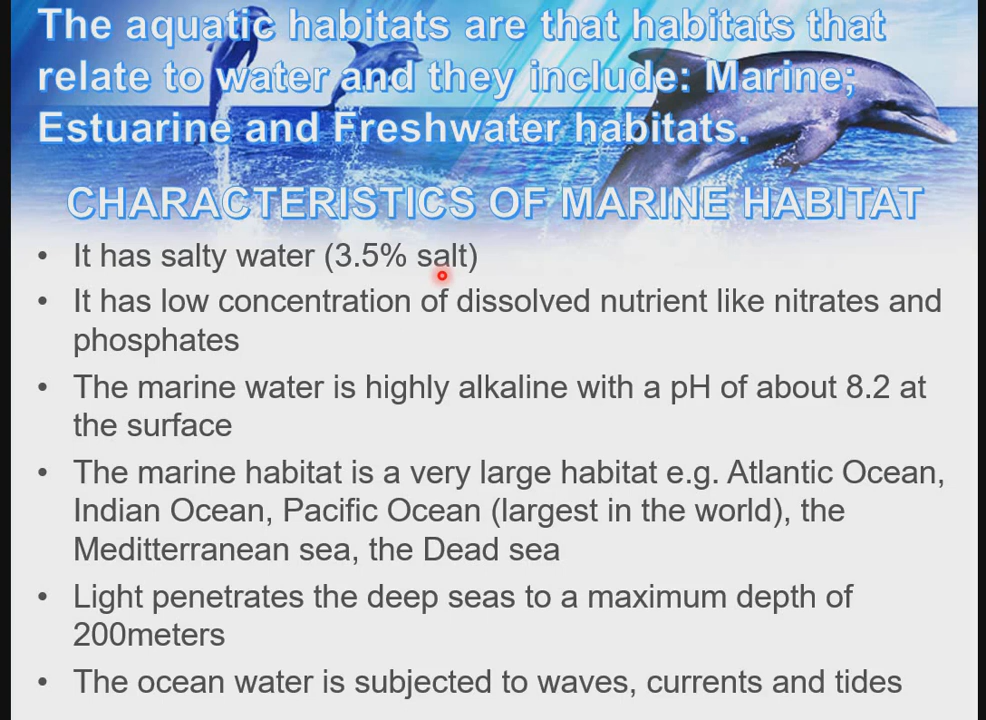 The aquatic habitats are that habitats that
relate to water and they include: Marine;
Estuarine and Freshwater habitats.
CHARACTERISTICS OF MARINE HABITAT
• It has salty water (3.5% salt)
• It has low concentration of dissolved nutrient like nitrates and
phosphates
• The marine water is highly alkaline with a pH of about 8.2 at
the surface
• The marine habitat is a very large habitat e.g. Atlantic Ocean,
Indian Ocean, Pacific Ocean (largest in the world), the
Meditterranean sea, the Dead sea
• Light penetrates the deep seas to a maximum depth of
200meters
• The ocean water is subjected to waves, currents and tides